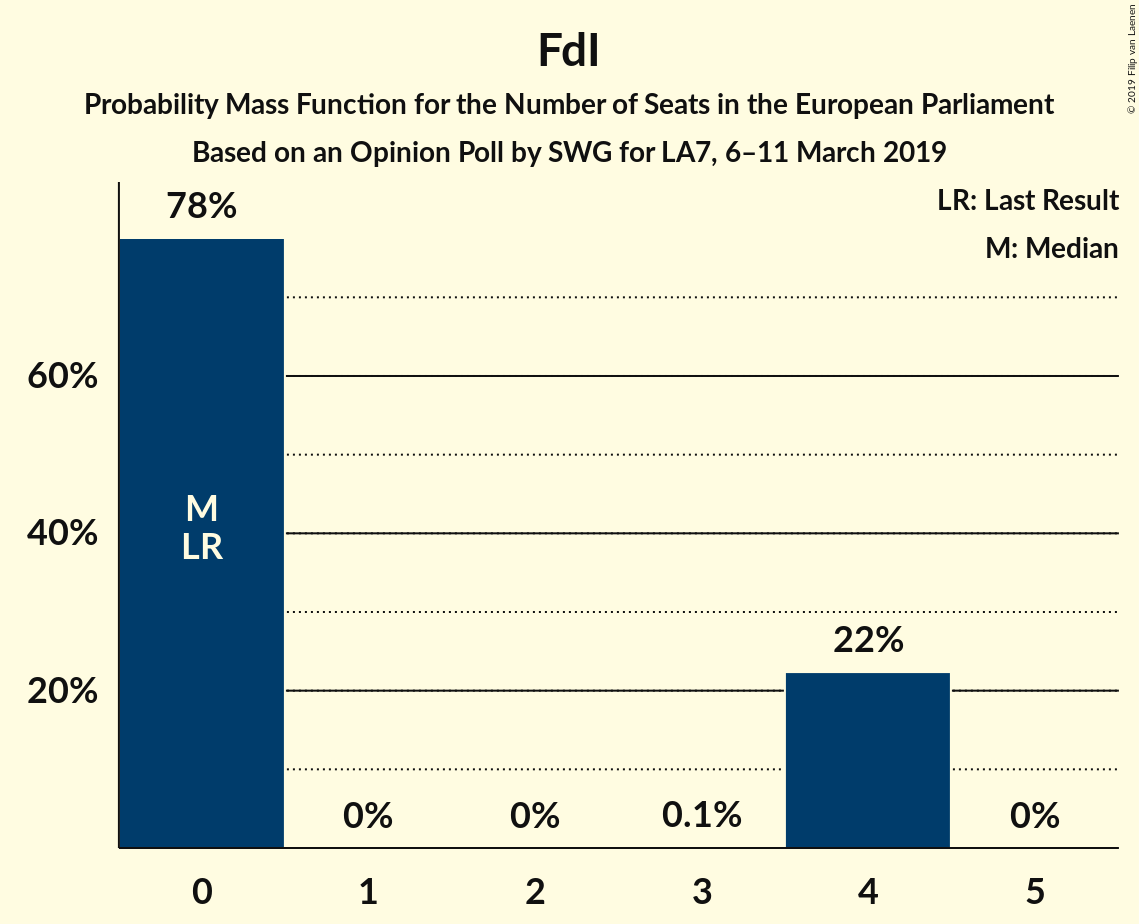 FdI
Probability Mass Function for the Number of Seats in the European Parliament
Based on an Opinion Poll by SWG for LA7, 6–11 March 2019
© 2019 Filip van Laenen
LR: Last Result
M: Median
78%
60%
40%
20%
M
LR
0%
0%
0.1%
22%
0%
0
1
2
3
4
5